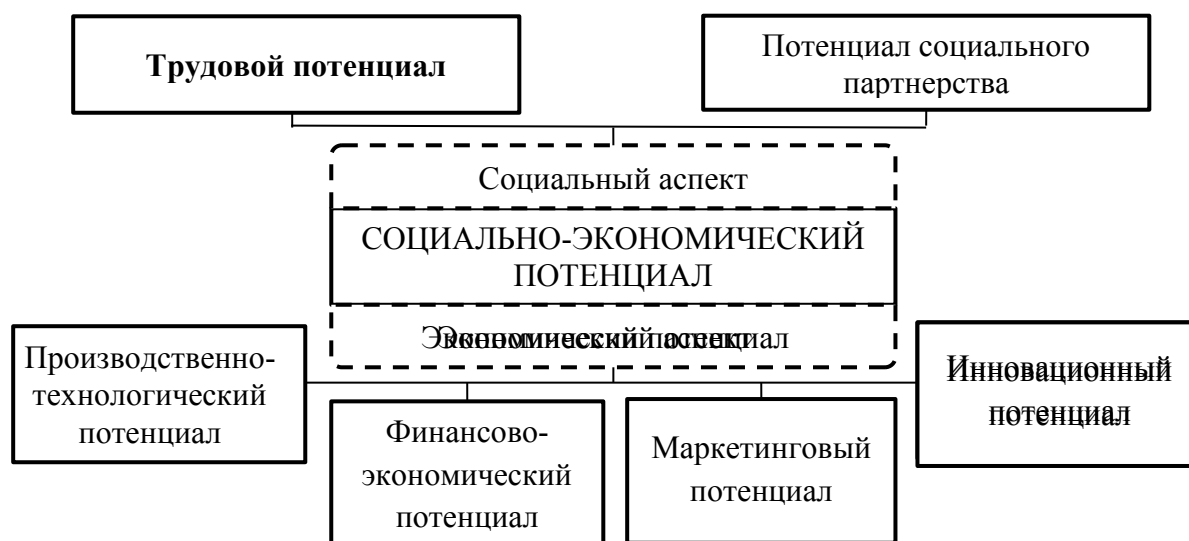 Трудовой потенциал
Потенциал социального
партнерства
Социальный аспект
СОЦИАЛЬНО-ЭКОНОМИЧЕСКИЙ
ПОТЕНЦИАЛ
Производственно-
технологический
потенциал
Финансово-
экономический
потенциал
Маркетинговый
потенциал
Инновационный
потенциал